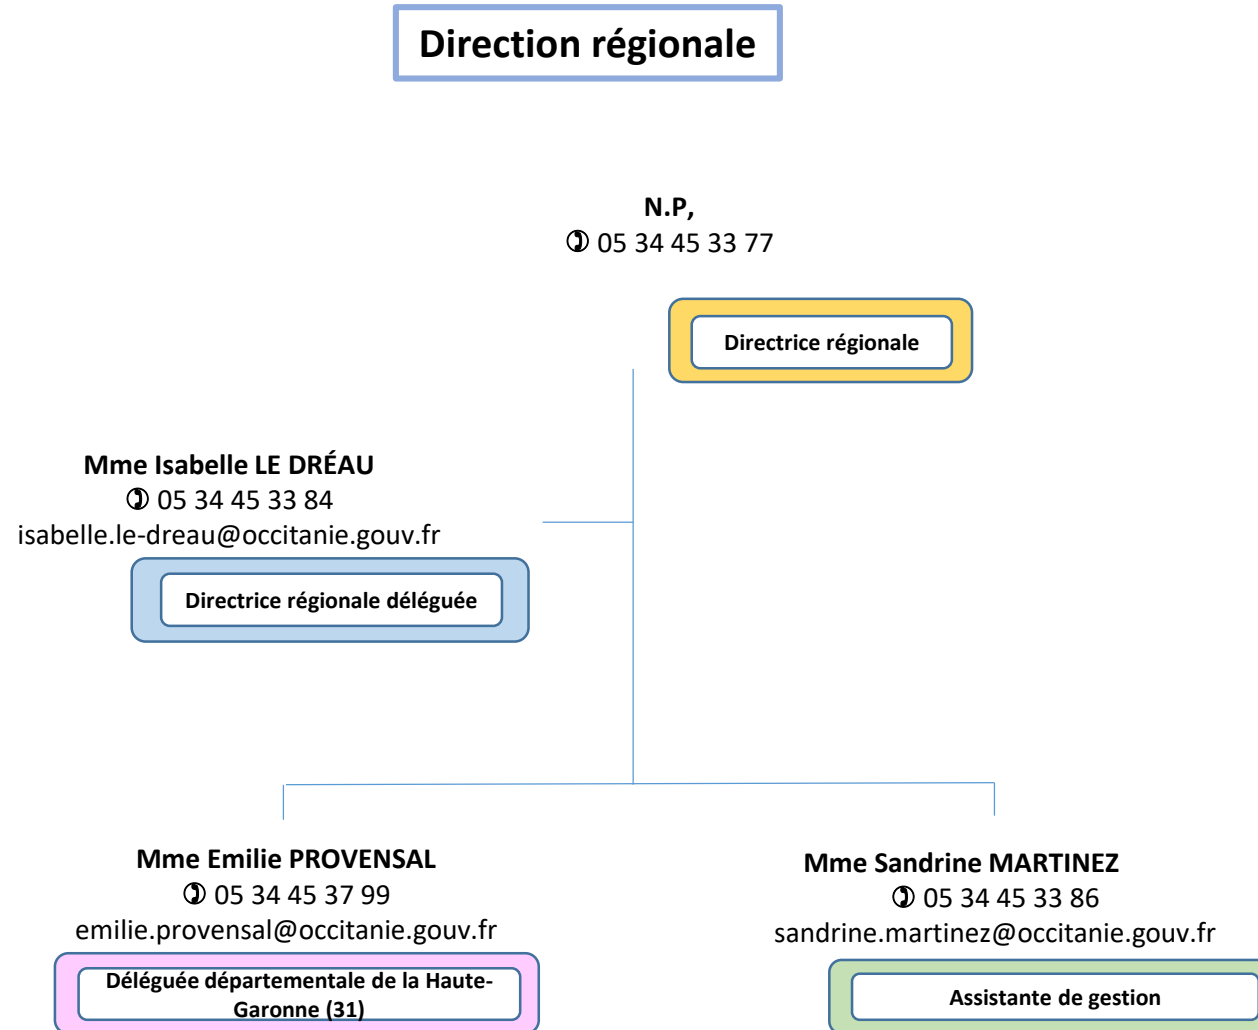 Direction régionale
N.P,
✆ 05 34 45 33 77
Directrice régionale
Mme Isabelle LE DRÉAU
✆ 05 34 45 33 84
isabelle.le-dreau@occitanie.gouv.fr
Directrice régionale déléguée
Mme Emilie PROVENSAL
✆ 05 34 45 37 99
emilie.provensal@occitanie.gouv.fr
Déléguée départementale de la Haute-
Garonne (31)
Mme Sandrine MARTINEZ
✆ 05 34 45 33 86
sandrine.martinez@occitanie.gouv.fr
Assistante de gestion